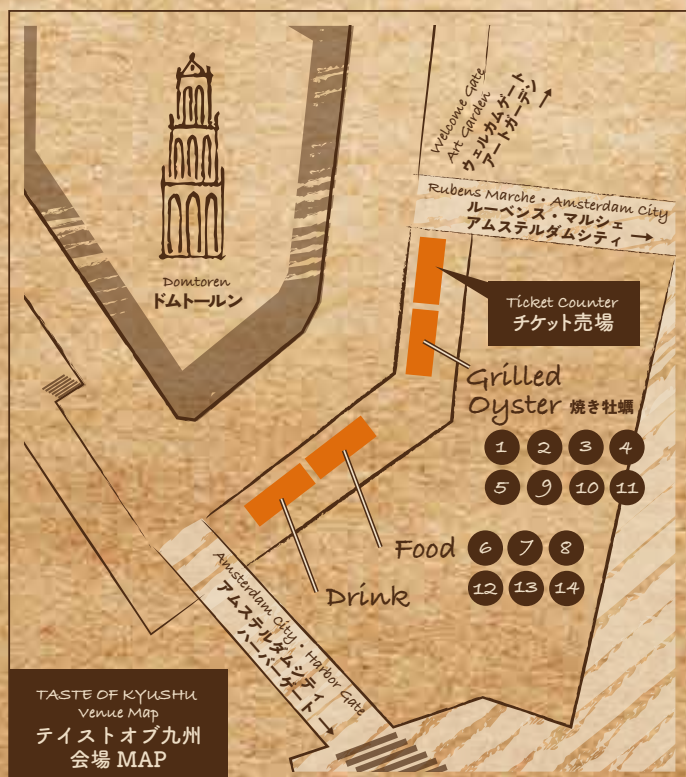 Welcome Gate
Art Garden
ウェルカムゲート
アートガーデン
→
Rubens Marche・Amsterdam City
ルーベンス・マルシェ
アムステルダムシティ →
Domtoren
ドムトールン
Ticket Counter
チケット売場
Grilled
Oyster 焼き牡蠣
1 2 3 4
5 9 10 11
Food 6 7 8
12 13 14
Drink
Amsterdam City・Harbor Gate
アムステルダムシティ
ハーバーゲート →
TASTE OF KYUSHU
Venue Map
テイストオブ九州
会場 MAP